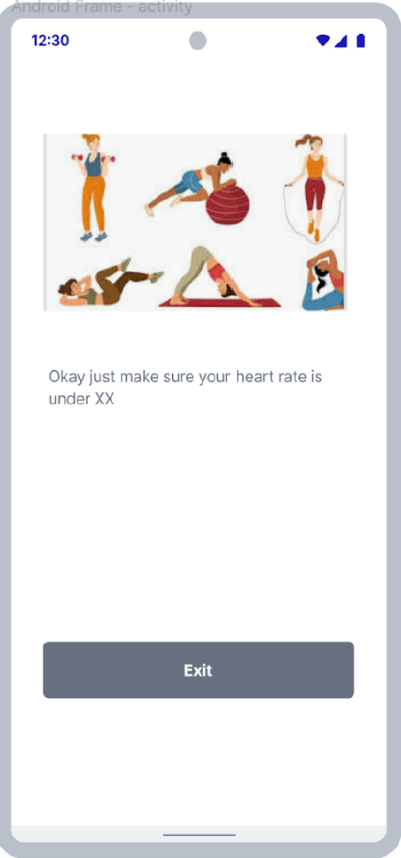 Android Frame - activity
12:30
Okay just make sure your heart rate is
under XX
Exit